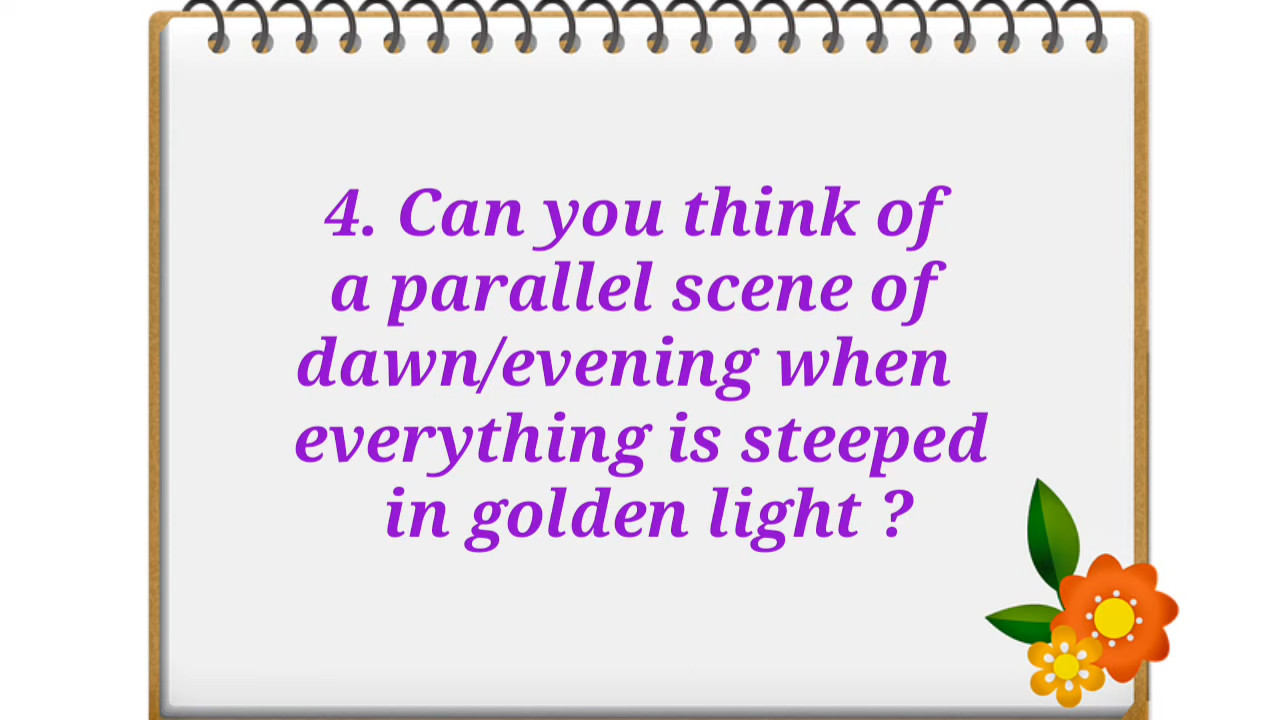 4. Can you think of
a parallel scene of
dawn/evening when
everything is steeped
in golden light ?